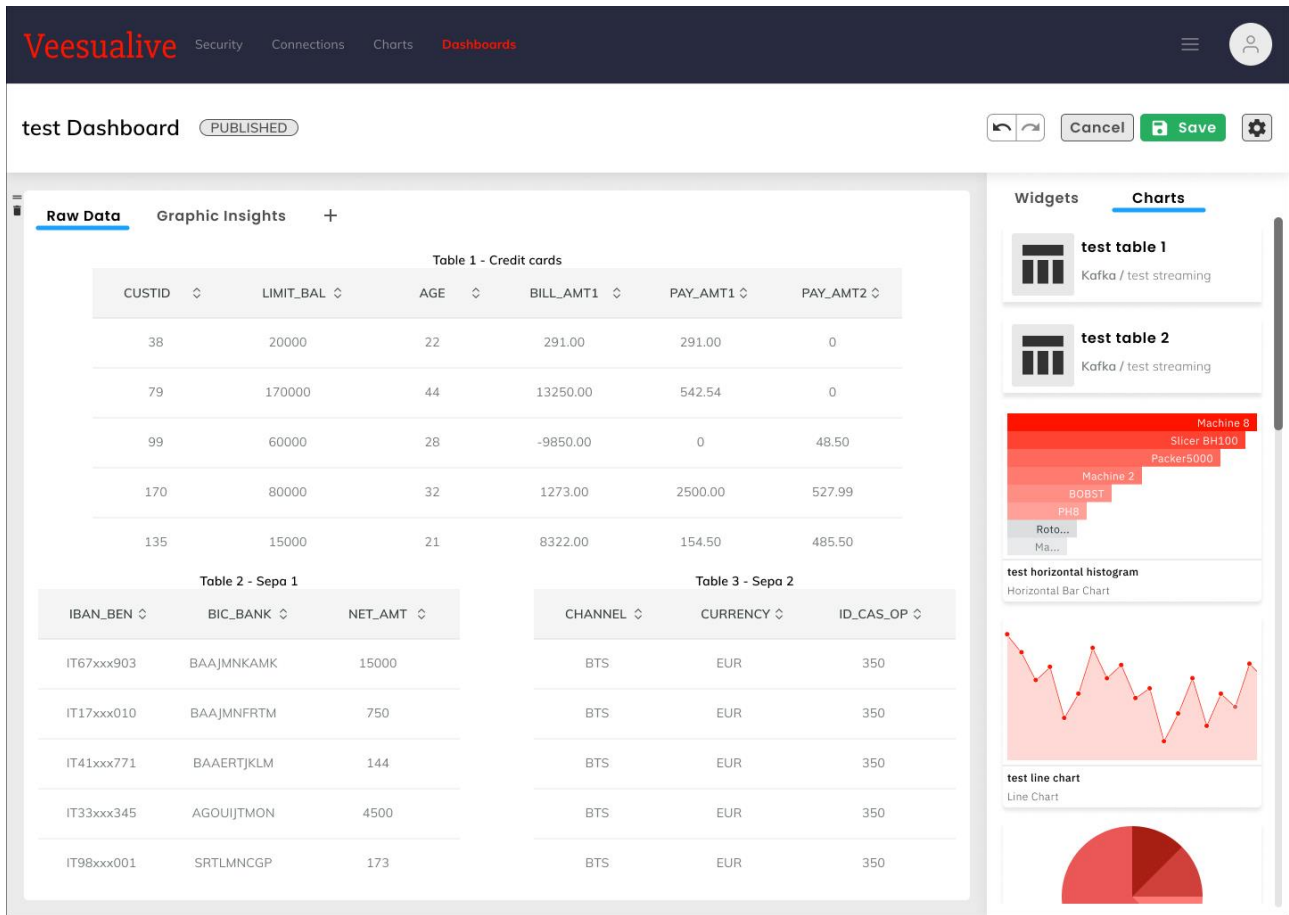 Veesualive Security Connections Charts Dashboards
test Dashboard PUBLISHED Cancel Save
Raw Data Graphic Insights +
Table 1 - Credit cards
CUSTID LIMIT_BAL AGE BILL_AMT1 PAY_AMT1 PAY_AMT2
38 20000 22 291.00 291.00 0
79 170000 44 13250.00 542.54 0
99 60000 28 -9850.00 0 48.50
170 80000 32 1273.00 2500.00 527.99
135 15000 21 8322.00 154.50 485.50
Table 2 - Sepa 1
IBAN_BEN BIC_BANK NET_AMT
IT67xxx903 BAAJMNKAMK 15000
IT17xxx010 BAAJMNFRTM 750
IT41xxx771 BAAERTJKLM 144
IT33xxx345 AGOUIJTMON 4500
IT98xxx001 SRTLMNCGP 173
Table 3 - Sepa 2
CHANNEL CURRENCY ID_CAS_OP
BTS EUR 350
BTS EUR 350
BTS EUR 350
BTS EUR 350
BTS EUR 350
Widgets Charts
test table 1
Kafka / test streaming
test table 2
Kafka / test streaming
Machine 8
Slicer BH100
Packer5000
Machine 2
BOBST
PH8
Roto...
Ma...
test horizontal histogram
Horizontal Bar Chart
test line chart
Line Chart